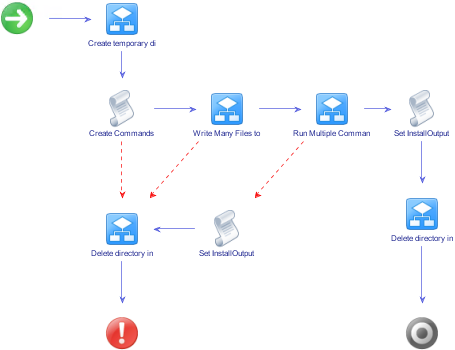 Create temporary di
Create Commands
Write Many Files to
Run Multiple Comman
Set InstallOutput
Delete directory in
Set InstallOutput
Delete directory in